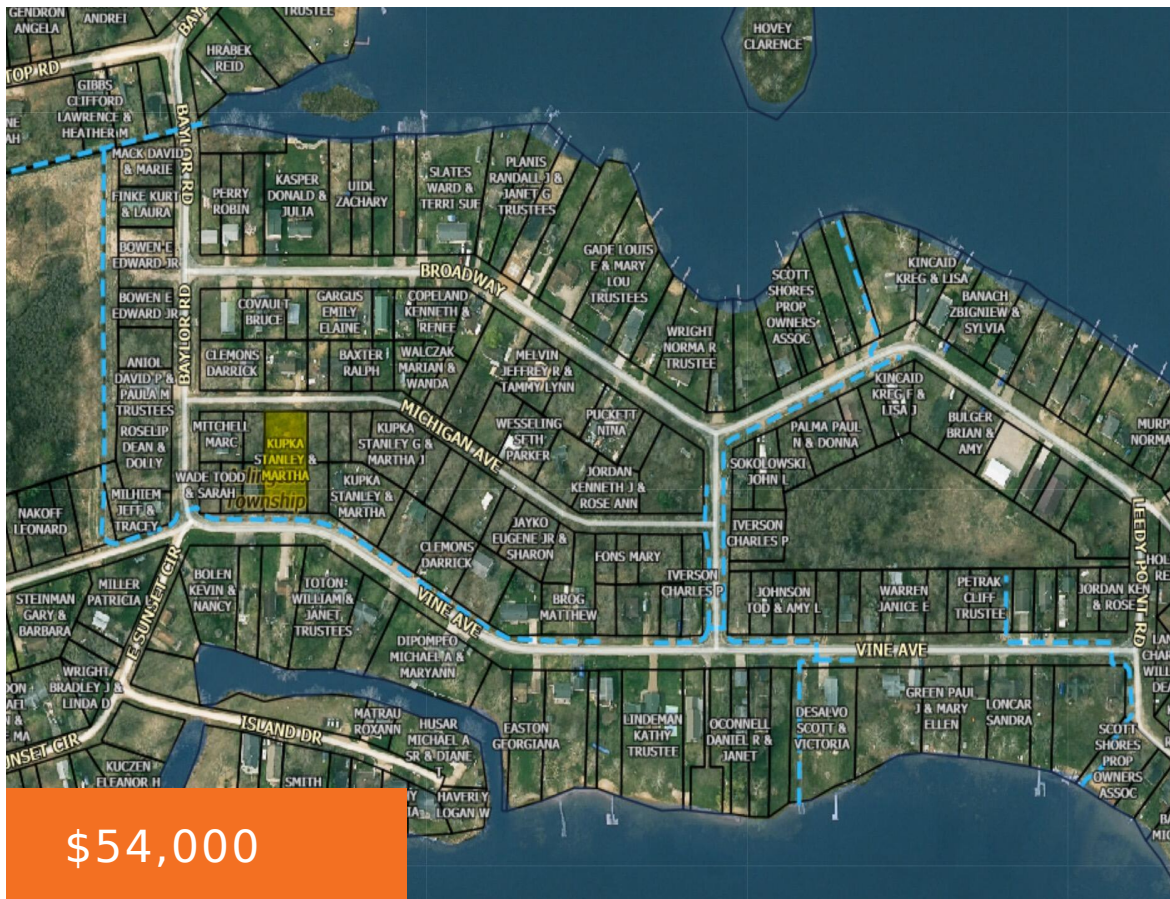 GENDRON
ANGELA
ANDREI
TRUSTEE
HOVEY
CLARENCE
HRABEK
REID
TOP RD
GIBBS
CLIFFORD
LAWRENCE &
HEATHER M
BAYLOR RD
MACK DAVID
& MARIE
FINKE KURT
& LAURA
PERRY
ROBIN
KASPER
DONALD &
JULIA
UIDL
ZACHARY
SLATES
WARD &
TERRI SUE
PLANIS
RANDALL J &
JANET G
TRUSTEES
BOWEN E
EDWARD JR
BROADWAY
GADE LOUIS
E & MARY
LOU
TRUSTEES
SCOTT
SHORES
PROP
OWNERS
ASSOC
KINCAID
KREG & LISA
BANACH
ZBIGNIEW &
SYLVIA
BOWEN E
EDWARD JR
BAYLOR RD
COVAULT
BRUCE
GARGUS
EMILY
ELAINE
COPELAND
KENNETH &
RENEE
WRIGHT
NORMA R
TRUSTEE
ANIOL
DAVID P &
PAULA M
TRUSTEES
CLEMONS
DARRICK
BAXTER
RALPH
WALCZAK
MARIAN &
WANDA
MELVIN
JEFFREY R &
TAMMY LYNN
KINCAID
KREG F &
LISA J
ROSELIP
DEAN &
DOLLY
MITCHELL
MARC
KUPKA
STANLEY &
MARTHA
KUPKA
STANLEY G &
MARTHA J
MICHIGAN AVE
WESSELING
SETH
PARKER
PUCKETT
NINA
PALMA PAUL
N & DONNA
BULGER
BRIAN &
AMY
NAKOFF
LEONARD
MILHIEM
JEFF &
TRACEY
WADE TODD
& SARAH
Township
KUPKA
STANLEY &
MARTHA
JORDAN
KENNETH J &
ROSE ANN
SOKOLOWSKI
JOHN L
JAYKO
EUGENE JR &
SHARON
IVERSON
CHARLES P
LEEDY POINT RD
CLEMONS
DARRICK
FONS MARY
IVERSON
CHARLES P
STEINMAN
GARY &
BARBARA
MILLER
PATRICIA
E SUNSET CIR
BOLEN
KEVIN &
NANCY
TOTON
WILLIAM &
JANET
TRUSTEES
VINE AVE
BROG
MATTHEW
JOHNSON
TOD & AMY L
WARREN
JANICE E
PETRAK
CLIFF
TRUSTEE
JORDAN KEN
& ROSE
DIPOMPEO
MICHAEL A &
MARYANN
VINE AVE
WRIGHT
BRADLEY J &
LINDA D
ISLAND DR
MATRAU
ROXANN
HUSAR
MICHAEL A
SR & DIANE
T
EASTON
GEORGIANA
LINDEMAN
KATHY
TRUSTEE
OCONNELL
DANIEL R &
JANET
DESALVO
SCOTT &
VICTORIA
GREEN PAUL
J & MARY
ELLEN
LONCAR
SANDRA
SCOTT
SHORES
PROP
OWNERS
ASSOC
KUCZEN
ELEANOR H
SMITH
HAVERLY
LOGAN W
$54,000